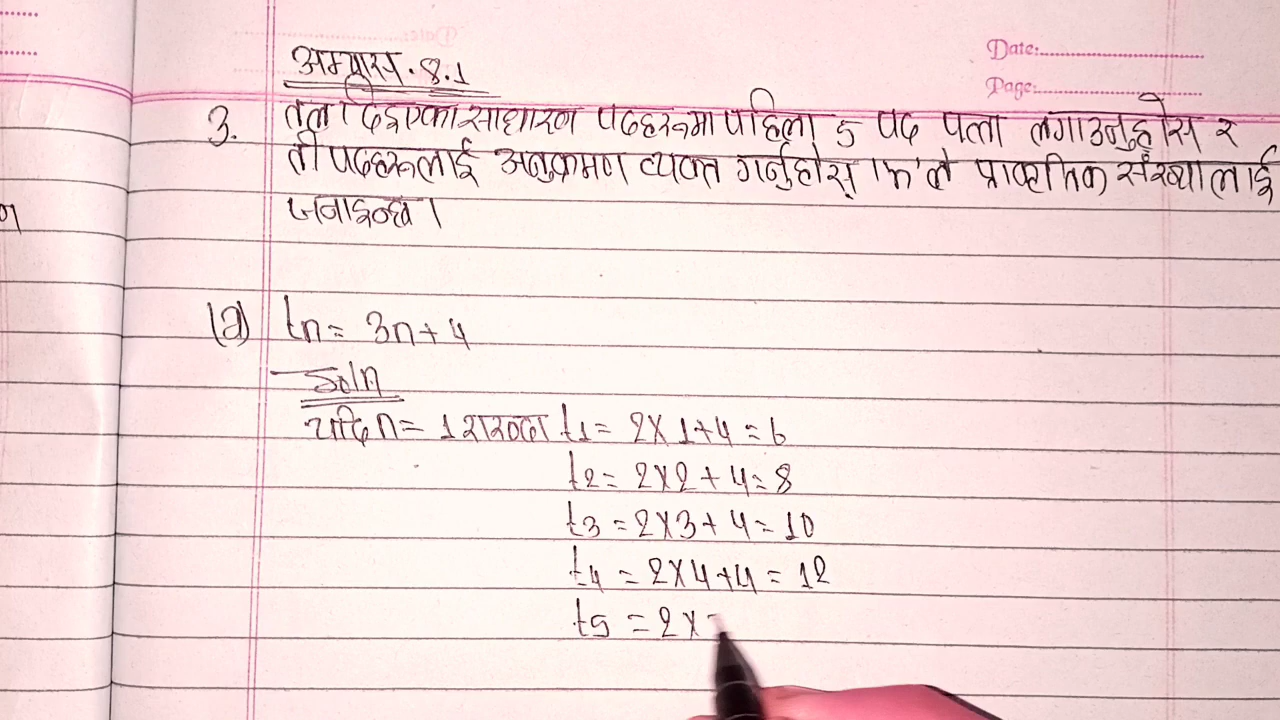 Date:
Page:
अभ्यास.8.1
3. तल दिइएका साधारण पदहरूमा पहिला 5 पद पत्ता लगाउनुहोस र
ती पदहरूलाई अनुक्रमण व्यक्त गर्नुहोस् । 'n' ले प्राकृतिक संख्यालाई
जनाइन्छ ।
(a) tn = 3n+4
soln
यदि n = 1 राख्दा t1 = 2×1+4 = 6
t2 = 2×2+4 = 8
t3 = 2×3+4 = 10
t4 = 2×4+4 = 12
t5 = 2×